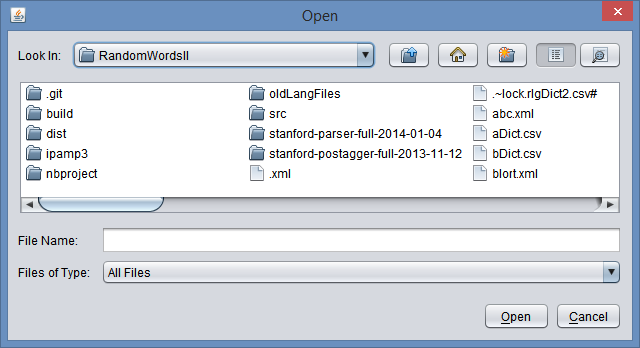 Open
Look In: RandomWordsII
.git oldLangFiles .~lock.rlgDict2.csv#
build src abc.xml
dist stanford-parser-full-2014-01-04 aDict.csv
ipamp3 stanford-postagger-full-2013-11-12 bDict.csv
nbproject .xml blort.xml
File Name:
Files of Type: All Files
Open Cancel